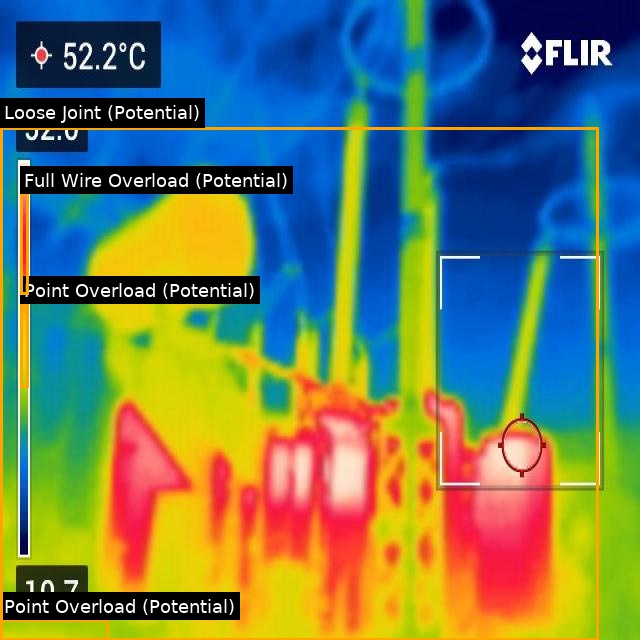 52.2°C
FLIR
Loose Joint (Potential)
Full Wire Overload (Potential)
Point Overload (Potential)
Point Overload (Potential)